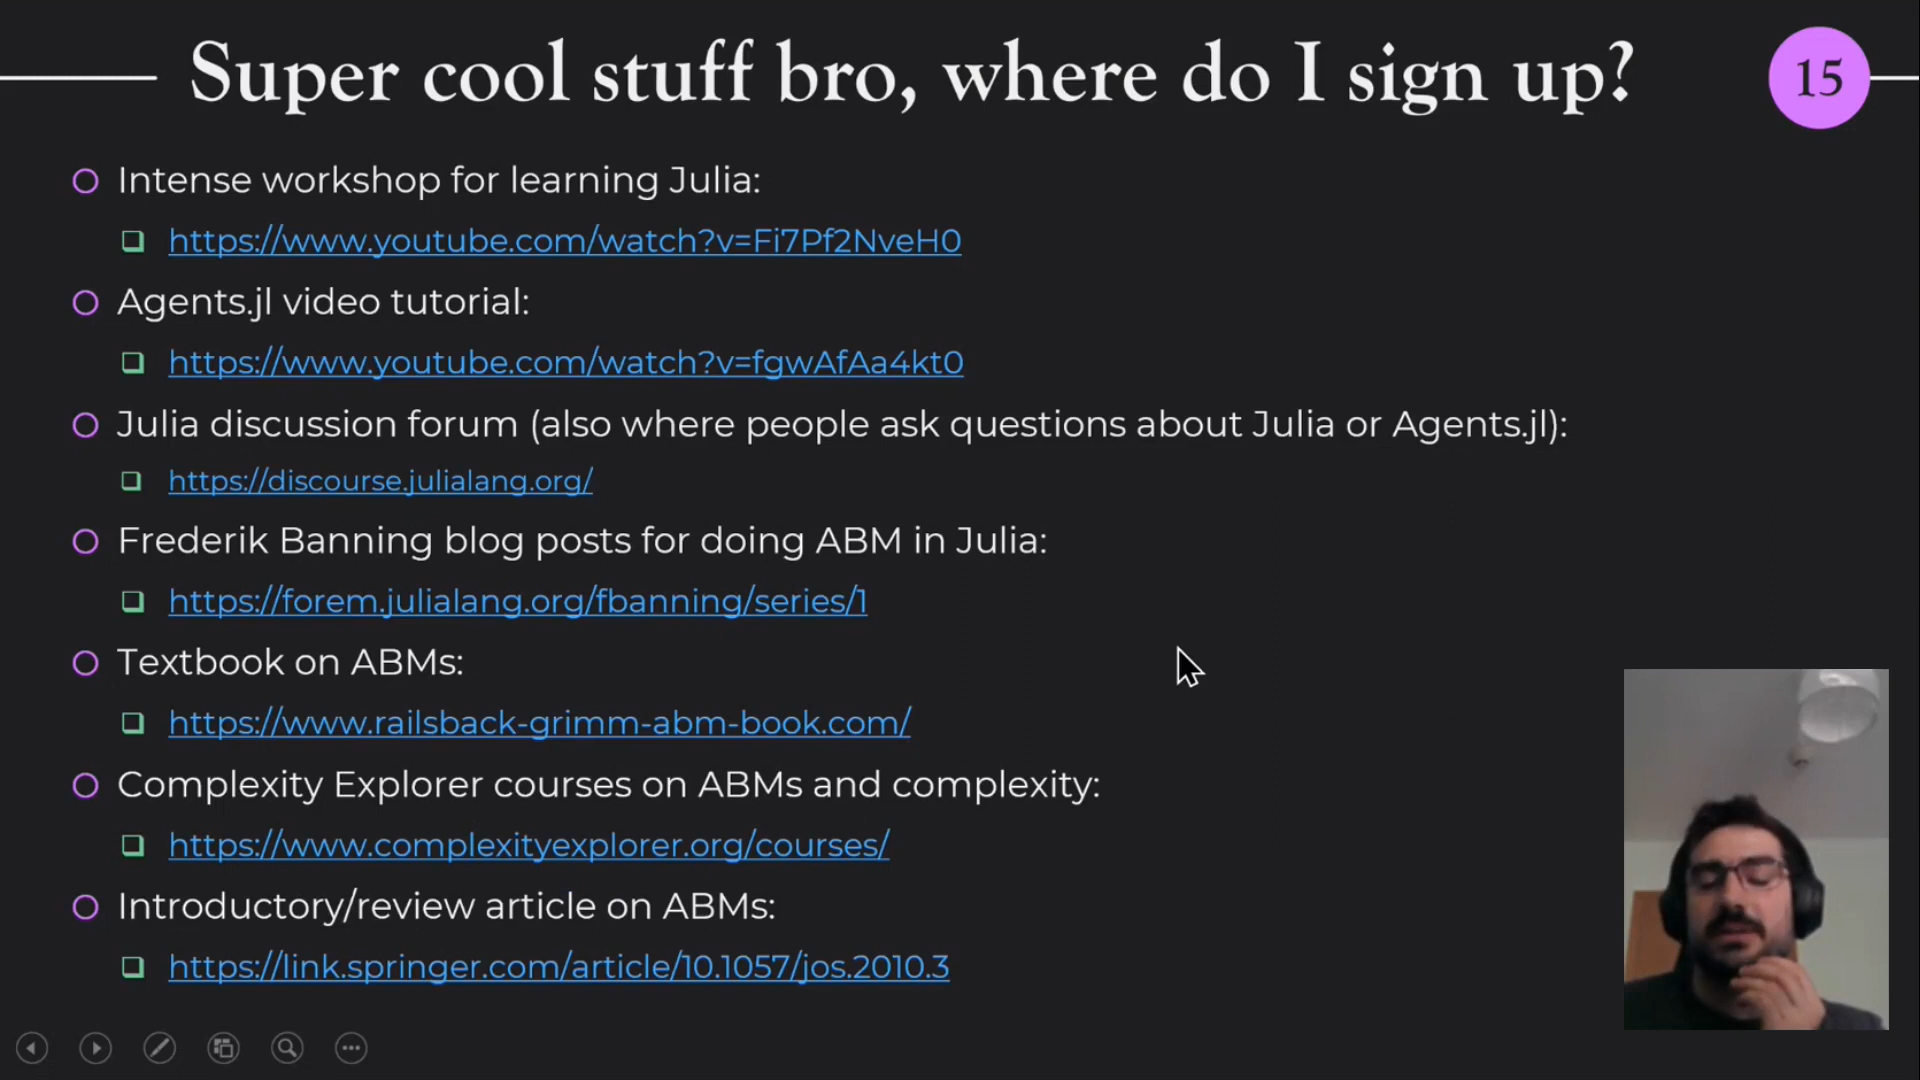 Super cool stuff bro, where do I sign up?
15
Intense workshop for learning Julia:
https://www.youtube.com/watch?v=Fi7Pf2NveH0
Agents.jl video tutorial:
https://www.youtube.com/watch?v=fgwAfAa4kt0
Julia discussion forum (also where people ask questions about Julia or Agents.jl):
https://discourse.julialang.org/
Frederik Banning blog posts for doing ABM in Julia:
https://forem.julialang.org/fbanning/series/1
Textbook on ABMs:
https://www.railsback-grimm-abm-book.com/
Complexity Explorer courses on ABMs and complexity:
https://www.complexityexplorer.org/courses/
Introductory/review article on ABMs:
https://link.springer.com/article/10.1057/jos.2010.3